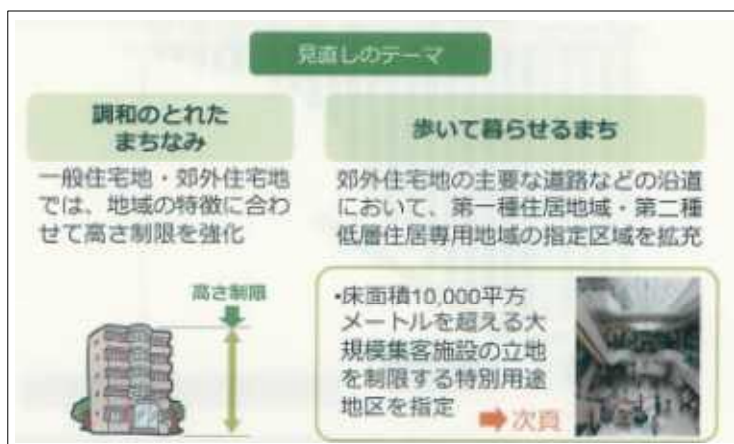 見直しのテーマ
調和のとれた
まちなみ
一般住宅地・郊外住宅地
では、地域の特徴に合わ
せて高さ制限を強化
高さ制限
歩いて暮らせるまち
郊外住宅地の主要な道路などの沿道
において、第一種住居地域・第二種
低層住居専用地域の指定区域を拡充
・床面積10,000平方
メートルを超える大
規模集客施設の立地
を制限する特別用途
地区を指定
➡次頁